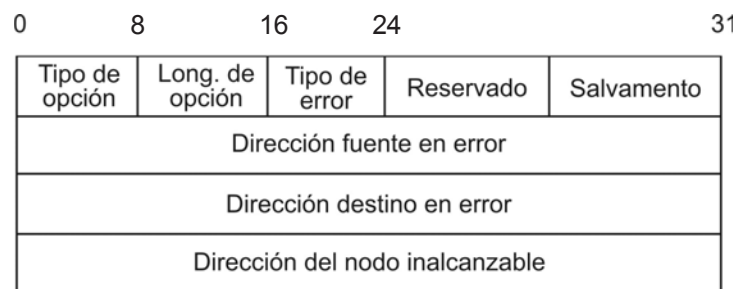 0 8 16 24 31
Tipo de opción Long. de opción Tipo de error Reservado Salvamento
Dirección fuente en error
Dirección destino en error
Dirección del nodo inalcanzable